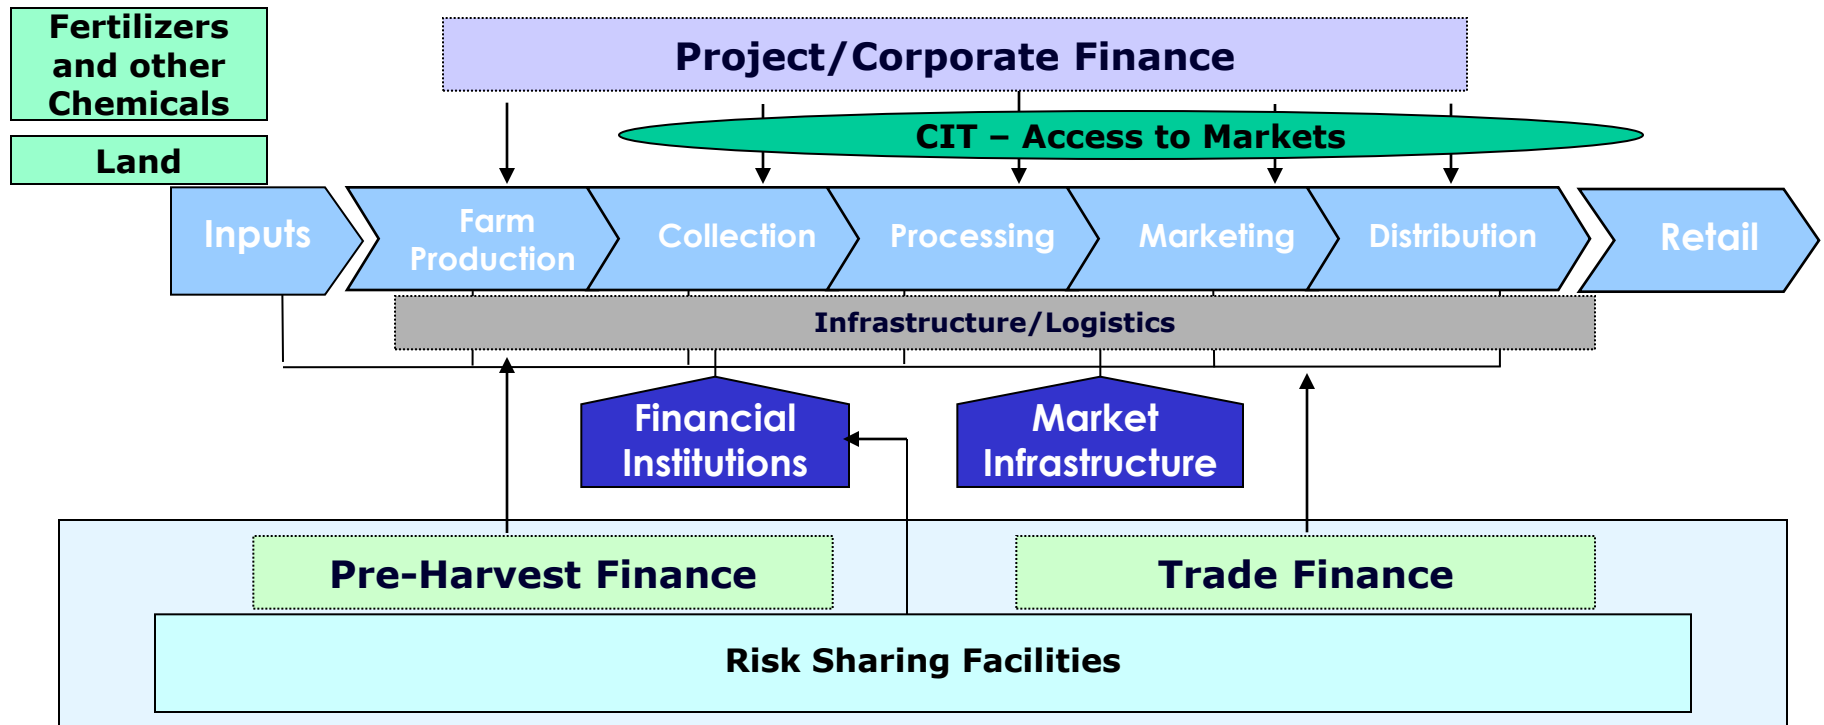 Fertilizers
and other
Chemicals
Project/Corporate Finance
CIT – Access to Markets
Land
Inputs
Farm
Production
Collection
Processing
Marketing
Distribution
Retail
Infrastructure/Logistics
Financial
Institutions
Market
Infrastructure
Pre-Harvest Finance
Trade Finance
Risk Sharing Facilities